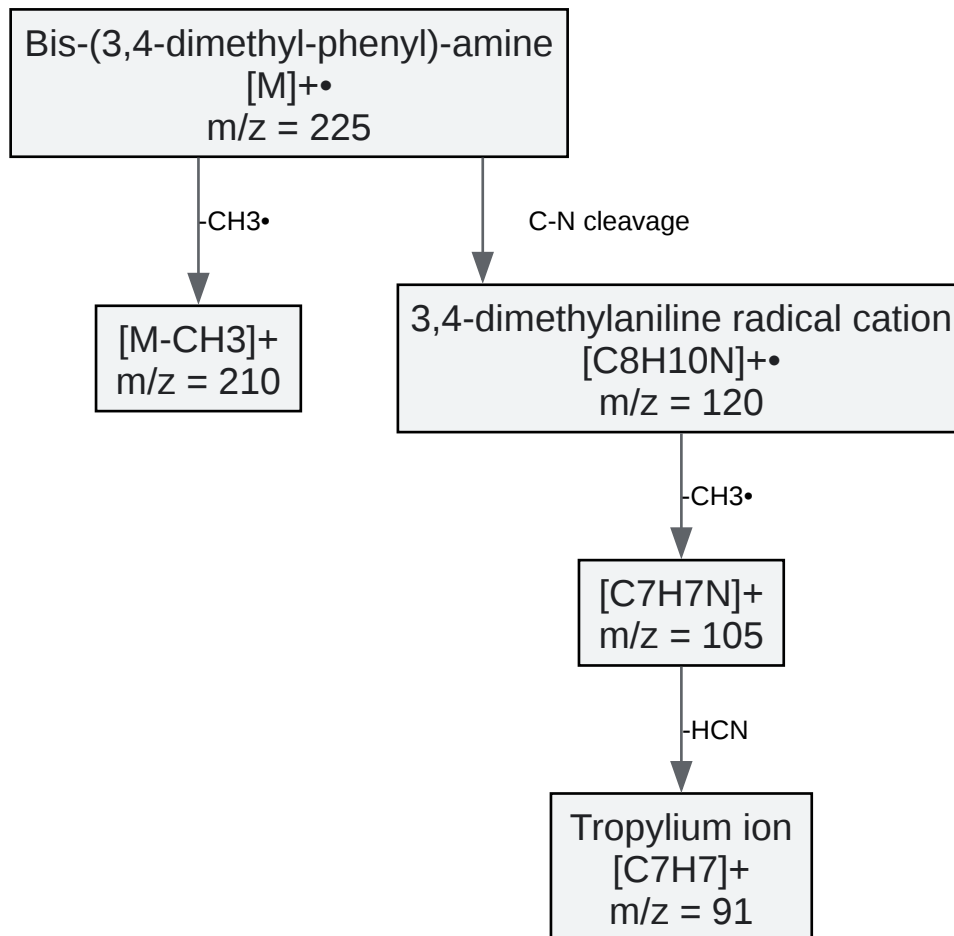 Bis-(3,4-dimethyl-phenyl)-amine
[M]+•
m/z = 225
-CH3•
C-N cleavage
[M-CH3]+
m/z = 210
3,4-dimethylaniline radical cation
[C8H10N]+•
m/z = 120
-CH3•
[C7H7N]+
m/z = 105
-HCN
Tropylium ion
[C7H7]+
m/z = 91